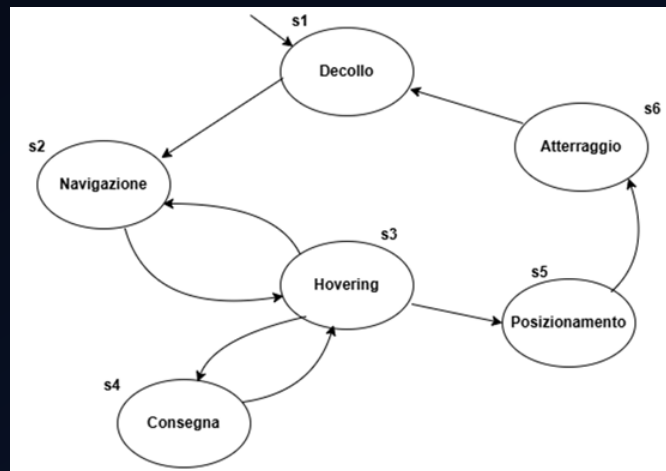 s1
Decollo
s6
Atterraggio
s2
Navigazione
s3
Hovering
s5
Posizionamento
s4
Consegna